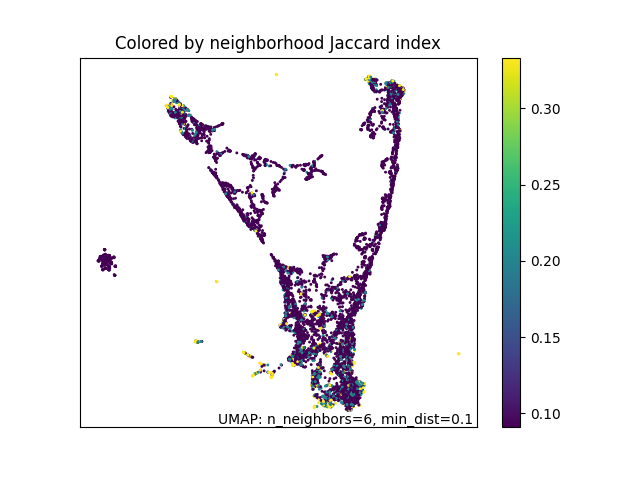 Colored by neighborhood Jaccard index
0.30
0.25
0.20
0.15
0.10
UMAP: n_neighbors=6, min_dist=0.1